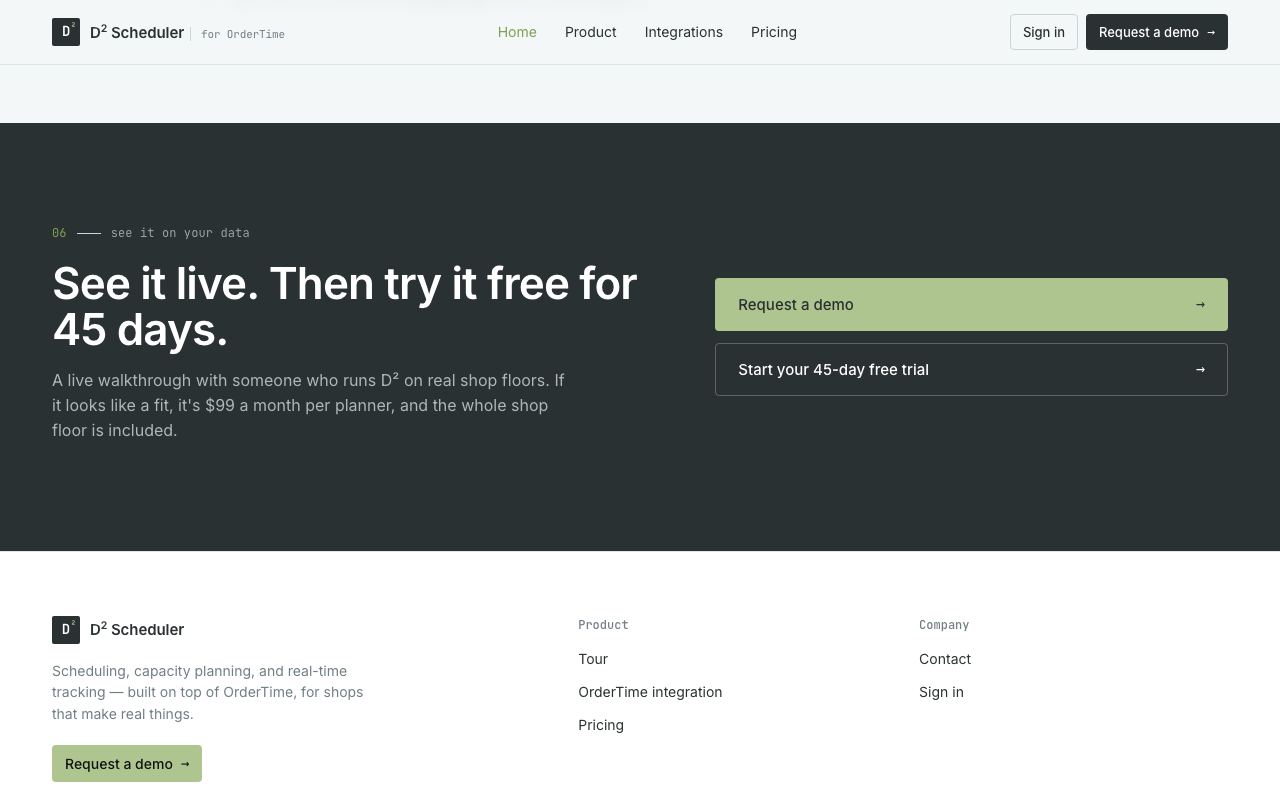 D² D² Scheduler for OrderTime Home Product Integrations Pricing Sign in Request a demo →
06 see it on your data
See it live. Then try it free for
45 days.
A live walkthrough with someone who runs D² on real shop floors. If
it looks like a fit, it's $99 a month per planner, and the whole shop
floor is included.
Request a demo →
Start your 45-day free trial →
D² D² Scheduler
Scheduling, capacity planning, and real-time
tracking — built on top of OrderTime, for shops
that make real things.
Request a demo →
Product
Tour
OrderTime integration
Pricing
Company
Contact
Sign in